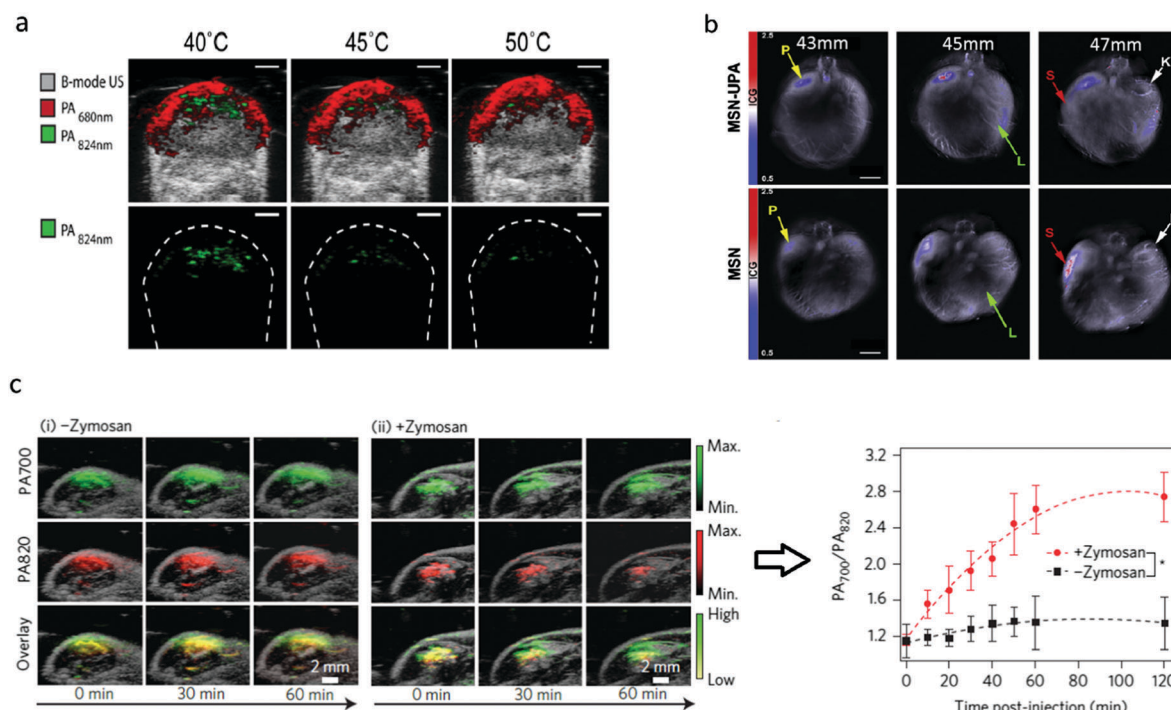 a
40°C 45°C 50°C
B-mode US
PA 680nm
PA 824nm
PA 824nm
b
43mm 45mm 47mm
MSN-UPA
2.5
ICG
0.5
P
L
S
K
MSN
2.5
ICG
0.5
P
L
S
c
(i) −Zymosan (ii) +Zymosan
PA700
PA820
Overlay
Max.
Min.
Max.
Min.
High
Low
2 mm 2 mm
0 min 30 min 60 min 0 min 30 min 60 min
PA700/PA820
3.2
2.8
2.4
2.0
1.6
1.2
+Zymosan
−Zymosan
*
0 20 40 60 80 100 120
Time post-injection (min)